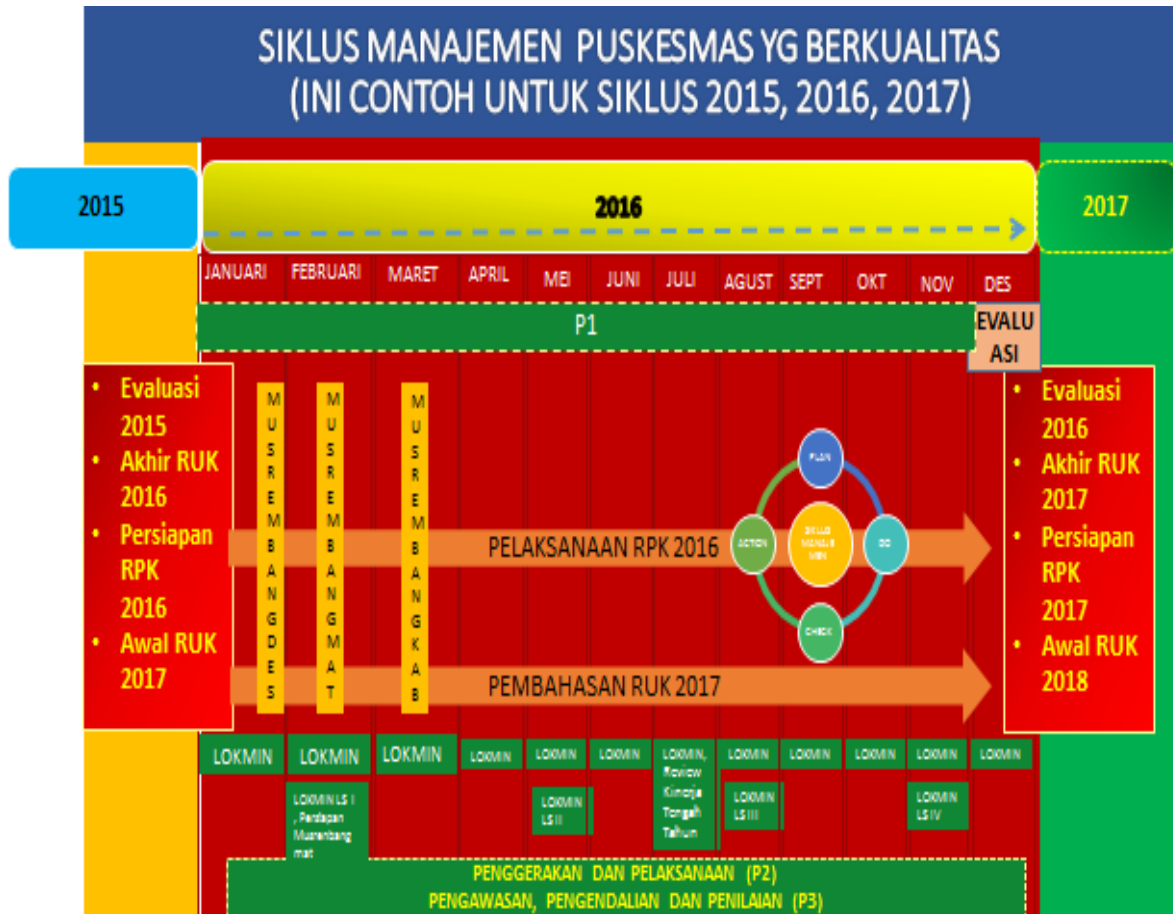 SIKLUS MANAJEMEN PUSKESMAS YG BERKUALITAS
(INI CONTOH UNTUK SIKLUS 2015, 2016, 2017)
2015
2016
2017
JANUARI
FEBRUARI
MARET
APRIL
MEI
JUNI
JULI
AGUST
SEPT
OKT
NOV
DES
P1
EVALU
ASI
• Evaluasi
2015
• Akhir RUK
2016
• Persiapan
RPK
2016
• Awal RUK
2017
MUSREMBANGDES
MUSREMBANGMAT
MUSREMBANGKAB
PELAKSANAAN RPK 2016
PLAN
ACTION
SIKLUS
MANAJE
MEN
DO
CHECK
PEMBAHASAN RUK 2017
• Evaluasi
2016
• Akhir RUK
2017
• Persiapan
RPK
2017
• Awal RUK
2018
LOKMIN
LOKMIN
LOKMIN
LOKMIN
LOKMIN
LOKMIN
LOKMIN,
Review
Kinerja
Tengah
Tahun
LOKMIN
LOKMIN
LOKMIN
LOKMIN
LOKMIN
LOKMIN LS I
, Persiapan
Musrenbang
mat
LOKMIN
LS II
LOKMIN
LS III
LOKMIN
LS IV
PENGGERAKAN DAN PELAKSANAAN (P2)
PENGAWASAN, PENGENDALIAN DAN PENILAIAN (P3)